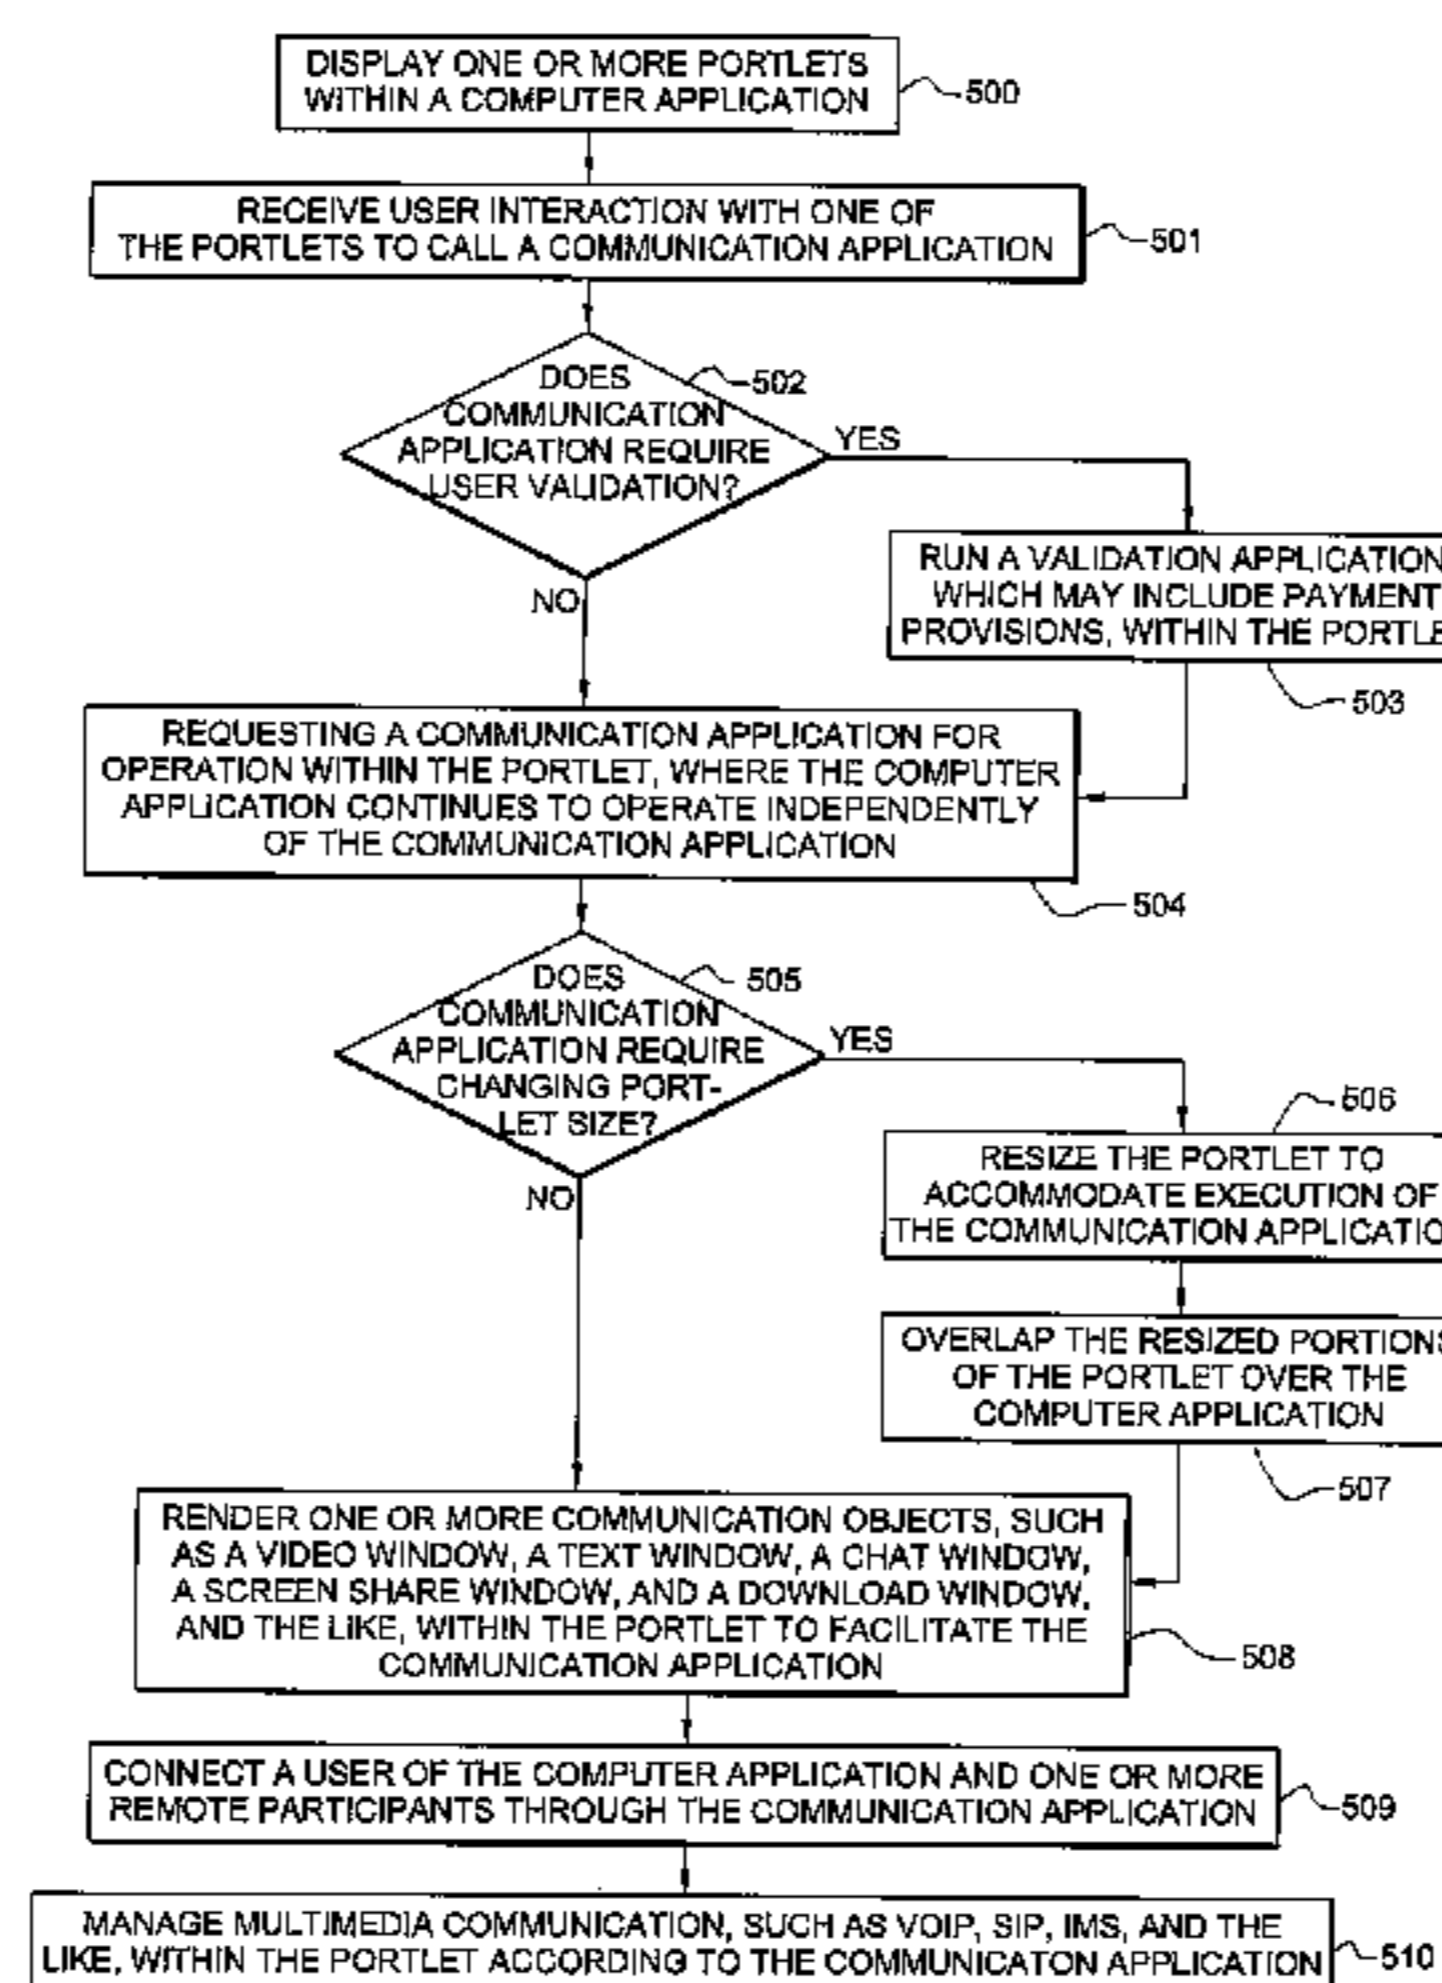 DISPLAY ONE OR MORE PORTLETS
WITHIN A COMPUTER APPLICATION
500
RECEIVE USER INTERACTION WITH ONE OF
THE PORTLETS TO CALL A COMMUNICATION APPLICATION
501
DOES
COMMUNICATION
APPLICATION REQUIRE
USER VALIDATION?
502
YES
NO
RUN A VALIDATION APPLICATION
WHICH MAY INCLUDE PAYMENT
PROVISIONS, WITHIN THE PORTLE
503
REQUESTING A COMMUNICATION APPLICATION FOR
OPERATION WITHIN THE PORTLET, WHERE THE COMPUTER
APPLICATION CONTINUES TO OPERATE INDEPENDENTLY
OF THE COMMUNICATION APPLICATION
504
DOES
COMMUNICATION
APPLICATION REQUIRE
CHANGING PORT-
LET SIZE?
505
YES
NO
506
RESIZE THE PORTLET TO
ACCOMMODATE EXECUTION OF
THE COMMUNICATION APPLICATIO
OVERLAP THE RESIZED PORTIONS
OF THE PORTLET OVER THE
COMPUTER APPLICATION
507
RENDER ONE OR MORE COMMUNICATION OBJECTS, SUCH
AS A VIDEO WINDOW, A TEXT WINDOW, A CHAT WINDOW,
A SCREEN SHARE WINDOW, AND A DOWNLOAD WINDOW,
AND THE LIKE, WITHIN THE PORTLET TO FACILITATE THE
COMMUNICATION APPLICATION
508
CONNECT A USER OF THE COMPUTER APPLICATION AND ONE OR MORE
REMOTE PARTICIPANTS THROUGH THE COMMUNICATION APPLICATION
509
MANAGE MULTIMEDIA COMMUNICATION, SUCH AS VOIP, SIP, IMS, AND THE
LIKE, WITHIN THE PORTLET ACCORDING TO THE COMMUNICATON APPLICATION
510